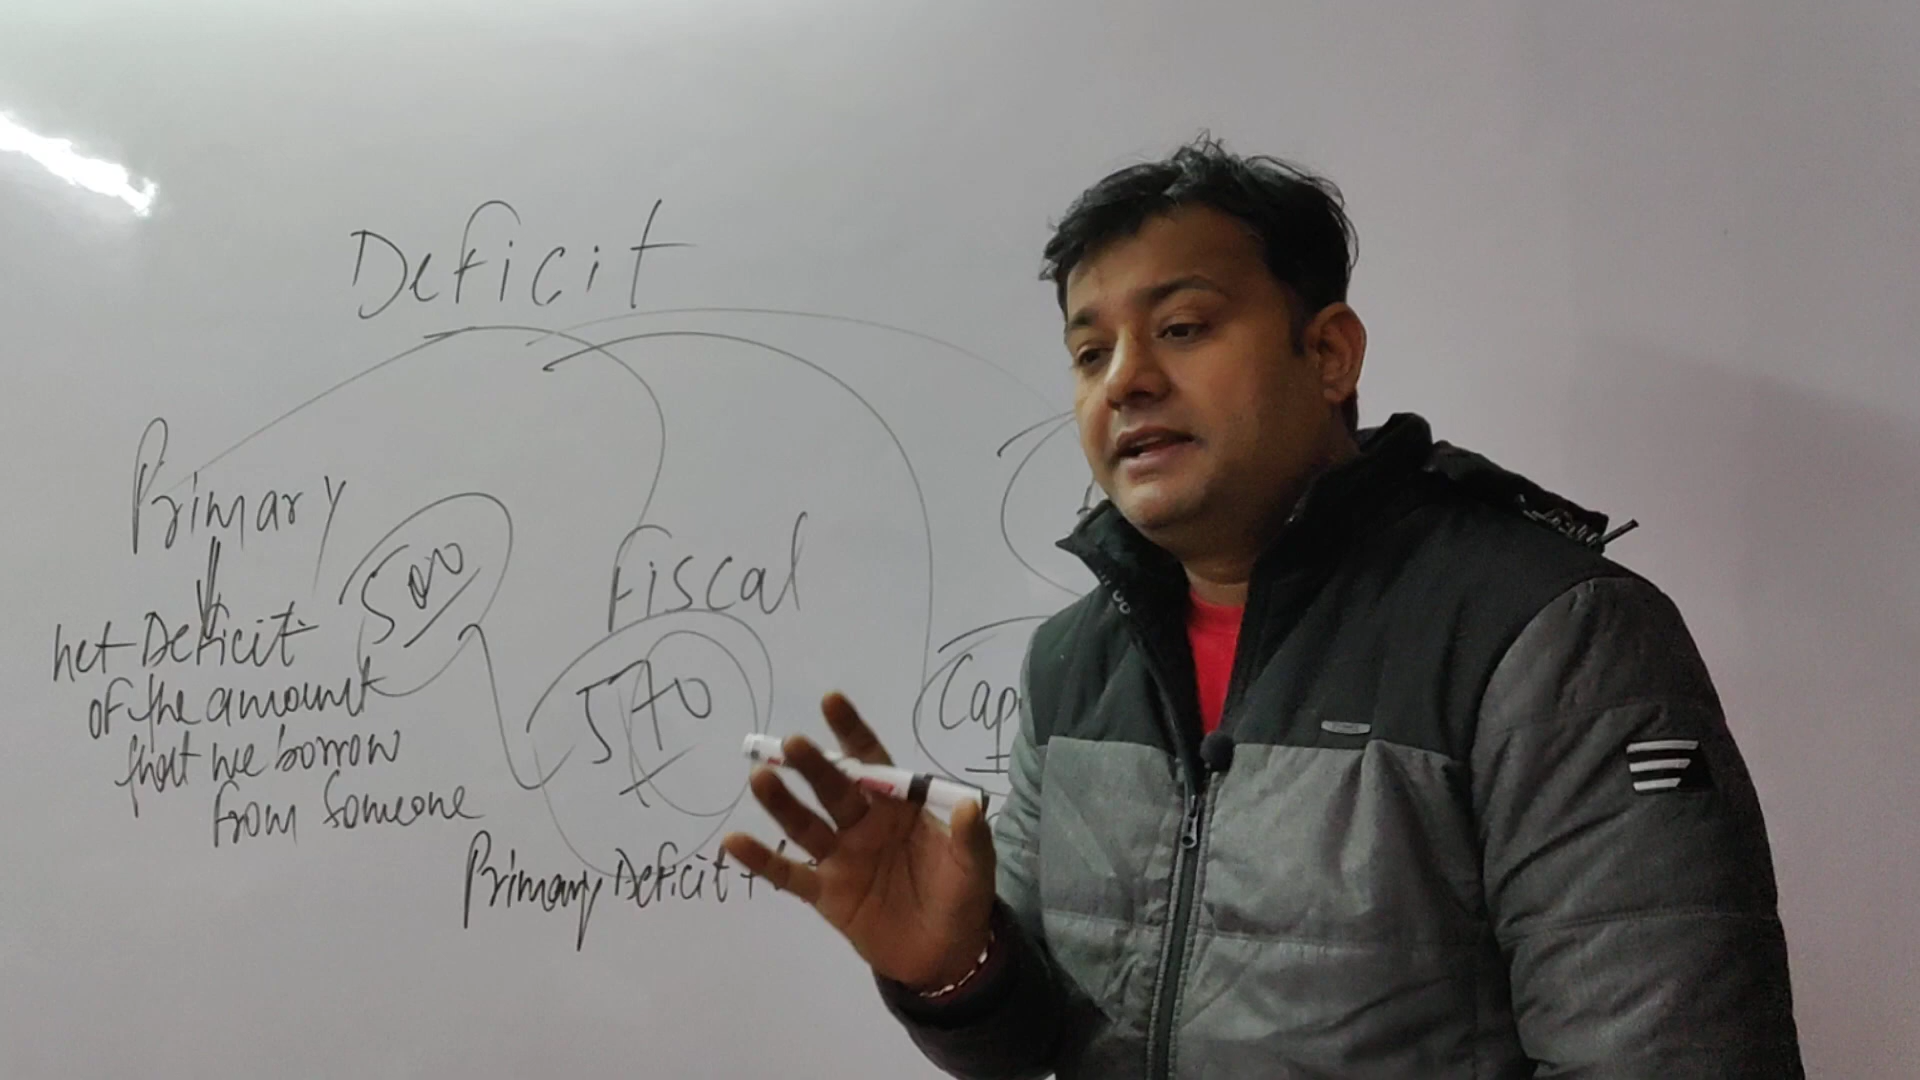 Deficit
Primary
500
Fiscal
net Deficit
of the amount
that we borrow
from Someone
570
Cap
Primary Deficit +